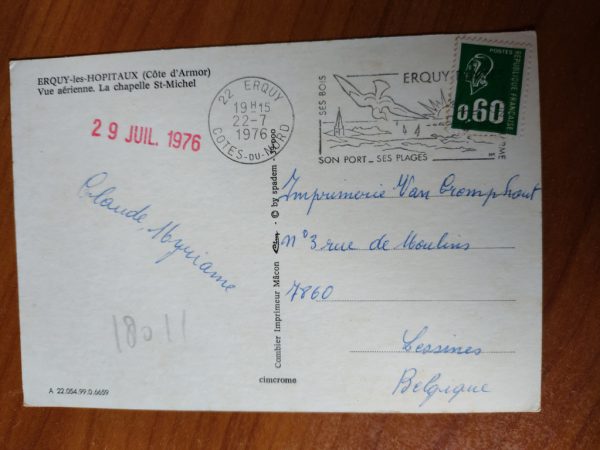 ERQUY-les-HOPITAUX (Côte d'Armor)
Vue aérienne. La chapelle St-Michel
29 JUIL. 1976
22 ERQUY
19H15
22-7
1976
COTES-DU-NORD
SES BOIS
ERQUY
SON PORT _ SES PLAGES
0,60
REPUBLIQUE FRANÇAISE
Claude. Myriame
18011
Imprimerie Van Cromphout
n°3 rue de Moulins
7860
Lessines
Belgique
Combier Imprimeur Mâcon
© by spadem
cimcrome
A 22.054.99.0.6659